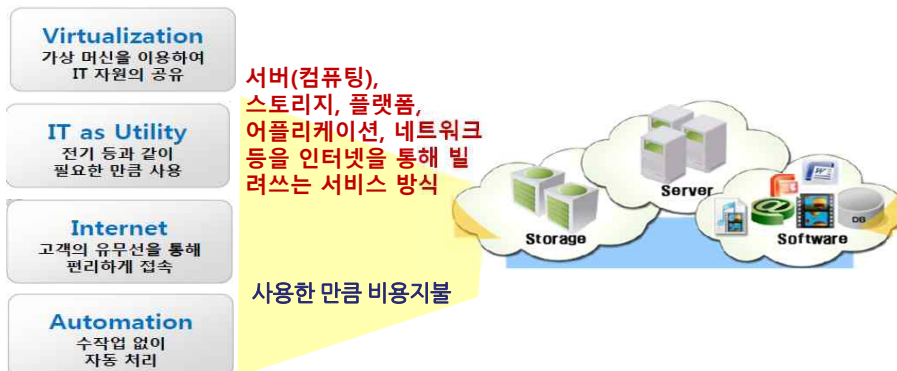 Virtualization
가상 머신을 이용하여
IT 자원의 공유
IT as Utility
전기 등과 같이
필요한 만큼 사용
Internet
고객의 유무선을 통해
편리하게 접속
Automation
수작업 없이
자동 처리
서버(컴퓨팅),
스토리지, 플랫폼,
어플리케이션, 네트워크
등을 인터넷을 통해 빌
려쓰는 서비스 방식
사용한 만큼 비용지불
Storage
Server
W
P
@
DB
Software